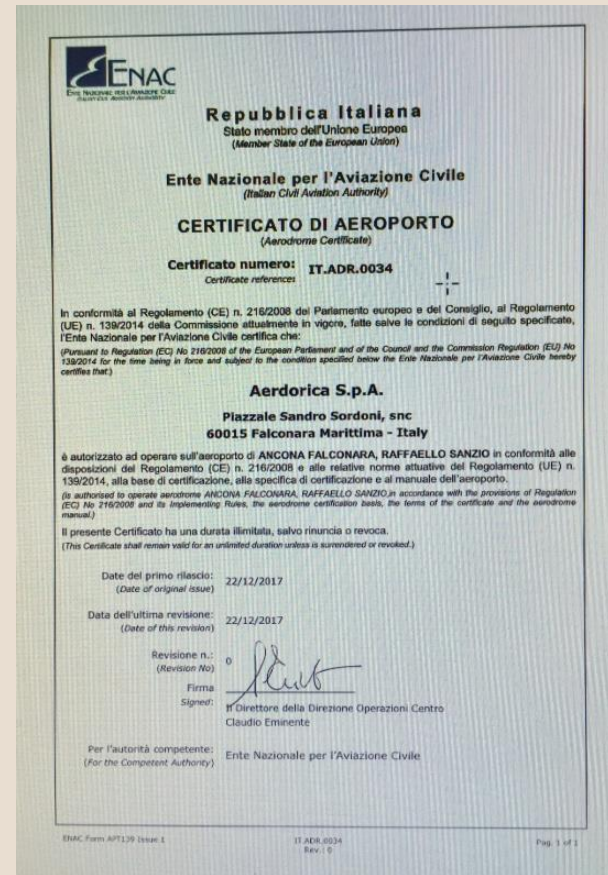 ENAC
ENTE NAZIONALE PER L'AVIAZIONE CIVILE
ITALIAN CIVIL AVIATION AUTHORITY
Repubblica Italiana
Stato membro dell'Unione Europea
(Member State of the European Union)
Ente Nazionale per l'Aviazione Civile
(Italian Civil Aviation Authority)
CERTIFICATO DI AEROPORTO
(Aerodrome Certificate)
Certificato numero: IT.ADR.0034
Certificate reference:
In conformità al Regolamento (CE) n. 216/2008 del Parlamento europeo e del Consiglio, al Regolamento
(UE) n. 139/2014 della Commissione attualmente in vigore, fatte salve le condizioni di seguito specificate,
l'Ente Nazionale per l'Aviazione Civile certifica che:
(Pursuant to Regulation (EC) No 216/2008 of the European Parliament and of the Council and the Commission Regulation (EU) No
139/2014 for the time being in force and subject to the condition specified below the Ente Nazionale per l'Aviazione Civile hereby
certifies that:)
Aerdorica S.p.A.
Piazzale Sandro Sordoni, snc
60015 Falconara Marittima - Italy
è autorizzato ad operare sull'aeroporto di ANCONA FALCONARA, RAFFAELLO SANZIO in conformità alle
disposizioni del Regolamento (CE) n. 216/2008 e alle relative norme attuative del Regolamento (UE) n.
139/2014, alla base di certificazione, alla specifica di certificazione e al manuale dell'aeroporto.
(is authorised to operate aerodrome ANCONA FALCONARA, RAFFAELLO SANZIO,in accordance with the provisions of Regulation
(EC) No 216/2008 and its Implementing Rules, the aerodrome certification basis, the terms of the certificate and the aerodrome
manual.)
Il presente Certificato ha una durata illimitata, salvo rinuncia o revoca.
(This Certificate shall remain valid for an unlimited duration unless is surrendered or revoked.)
Date del primo rilascio: 22/12/2017
(Date of original issue)
Data dell'ultima revisione: 22/12/2017
(Date of this revision)
Revisione n.: 0
(Revision No)
Firma
Signed:
Il Direttore della Direzione Operazioni Centro
Claudio Eminente
Per l'autorità competente: Ente Nazionale per l'Aviazione Civile
(For the Competent Authority)
ENAC Form APT139 Issue 1 IT.ADR.0034 Pag. 1 of 1
Rev.: 0